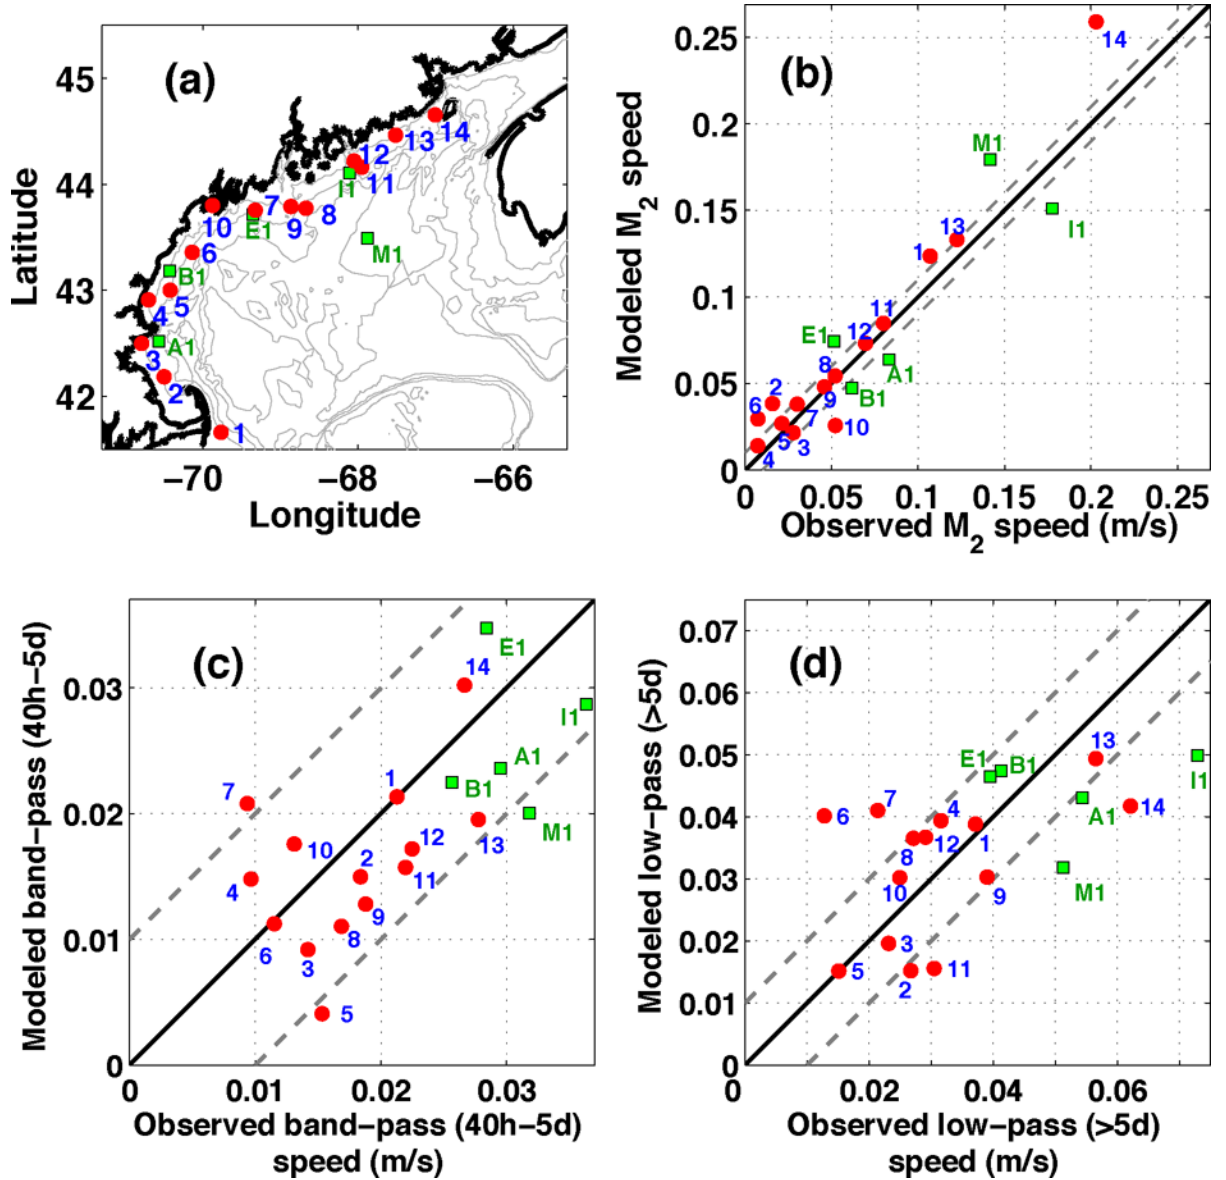 (a)
45
44
43
42
Latitude
−70
−68
−66
Longitude
14
13
12
11
I1
7
8
9
10
E1
M1
6
B1
5
4
A1
3
2
1
(b)
0.25
0.2
0.15
0.1
0.05
0
Modeled M2 speed
0
0.05
0.1
0.15
0.2
0.25
Observed M2 speed (m/s)
14
M1
I1
13
1
11
E1
12
A1
8
B1
2
9
6
7
10
5
3
4
(c)
0.03
0.02
0.01
0
Modeled band−pass (40h−5d)
0
0.01
0.02
0.03
Observed band−pass (40h−5d)
speed (m/s)
E1
14
I1
A1
1
B1
7
M1
12
13
10
2
11
4
9
6
8
3
5
(d)
0.07
0.06
0.05
0.04
0.03
0.02
0.01
0
Modeled low−pass (>5d)
0
0.02
0.04
0.06
Observed low−pass (>5d)
speed (m/s)
13
E1
B1
I1
7
4
14
6
A1
1
8
12
10
9
M1
3
5
11
2